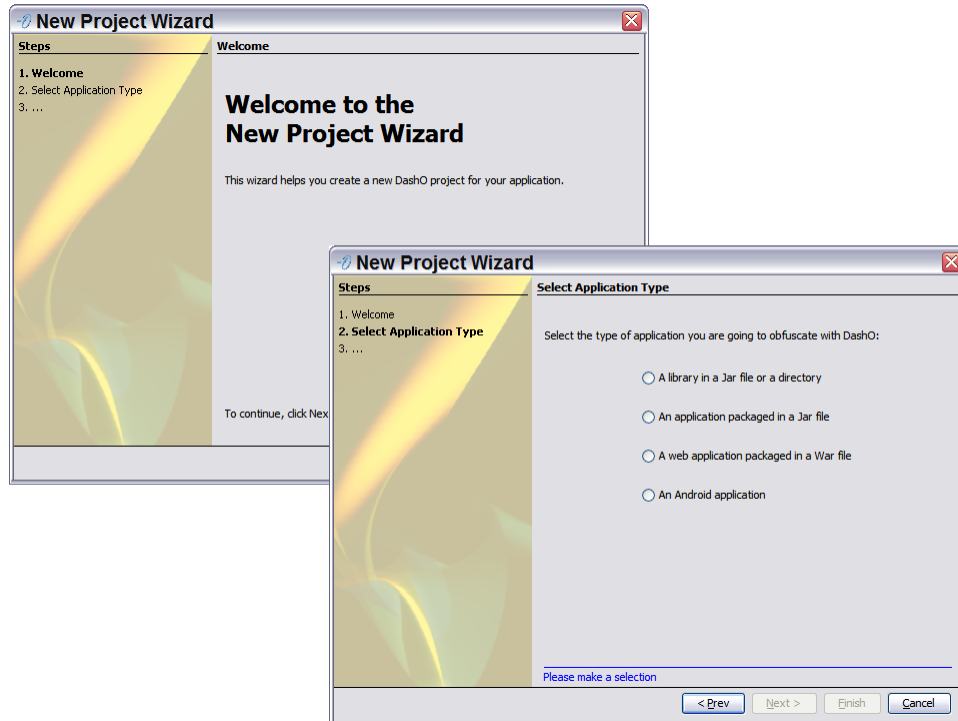 New Project Wizard
Steps
1. Welcome
2. Select Application Type
3. ...
Welcome
Welcome to the
New Project Wizard
This wizard helps you create a new DashO project for your application.
To continue, click Nex
New Project Wizard
Steps
1. Welcome
2. Select Application Type
3. ...
Select Application Type
Select the type of application you are going to obfuscate with DashO:
A library in a Jar file or a directory
An application packaged in a Jar file
A web application packaged in a War file
An Android application
Please make a selection
< Prev
Next >
Finish
Cancel